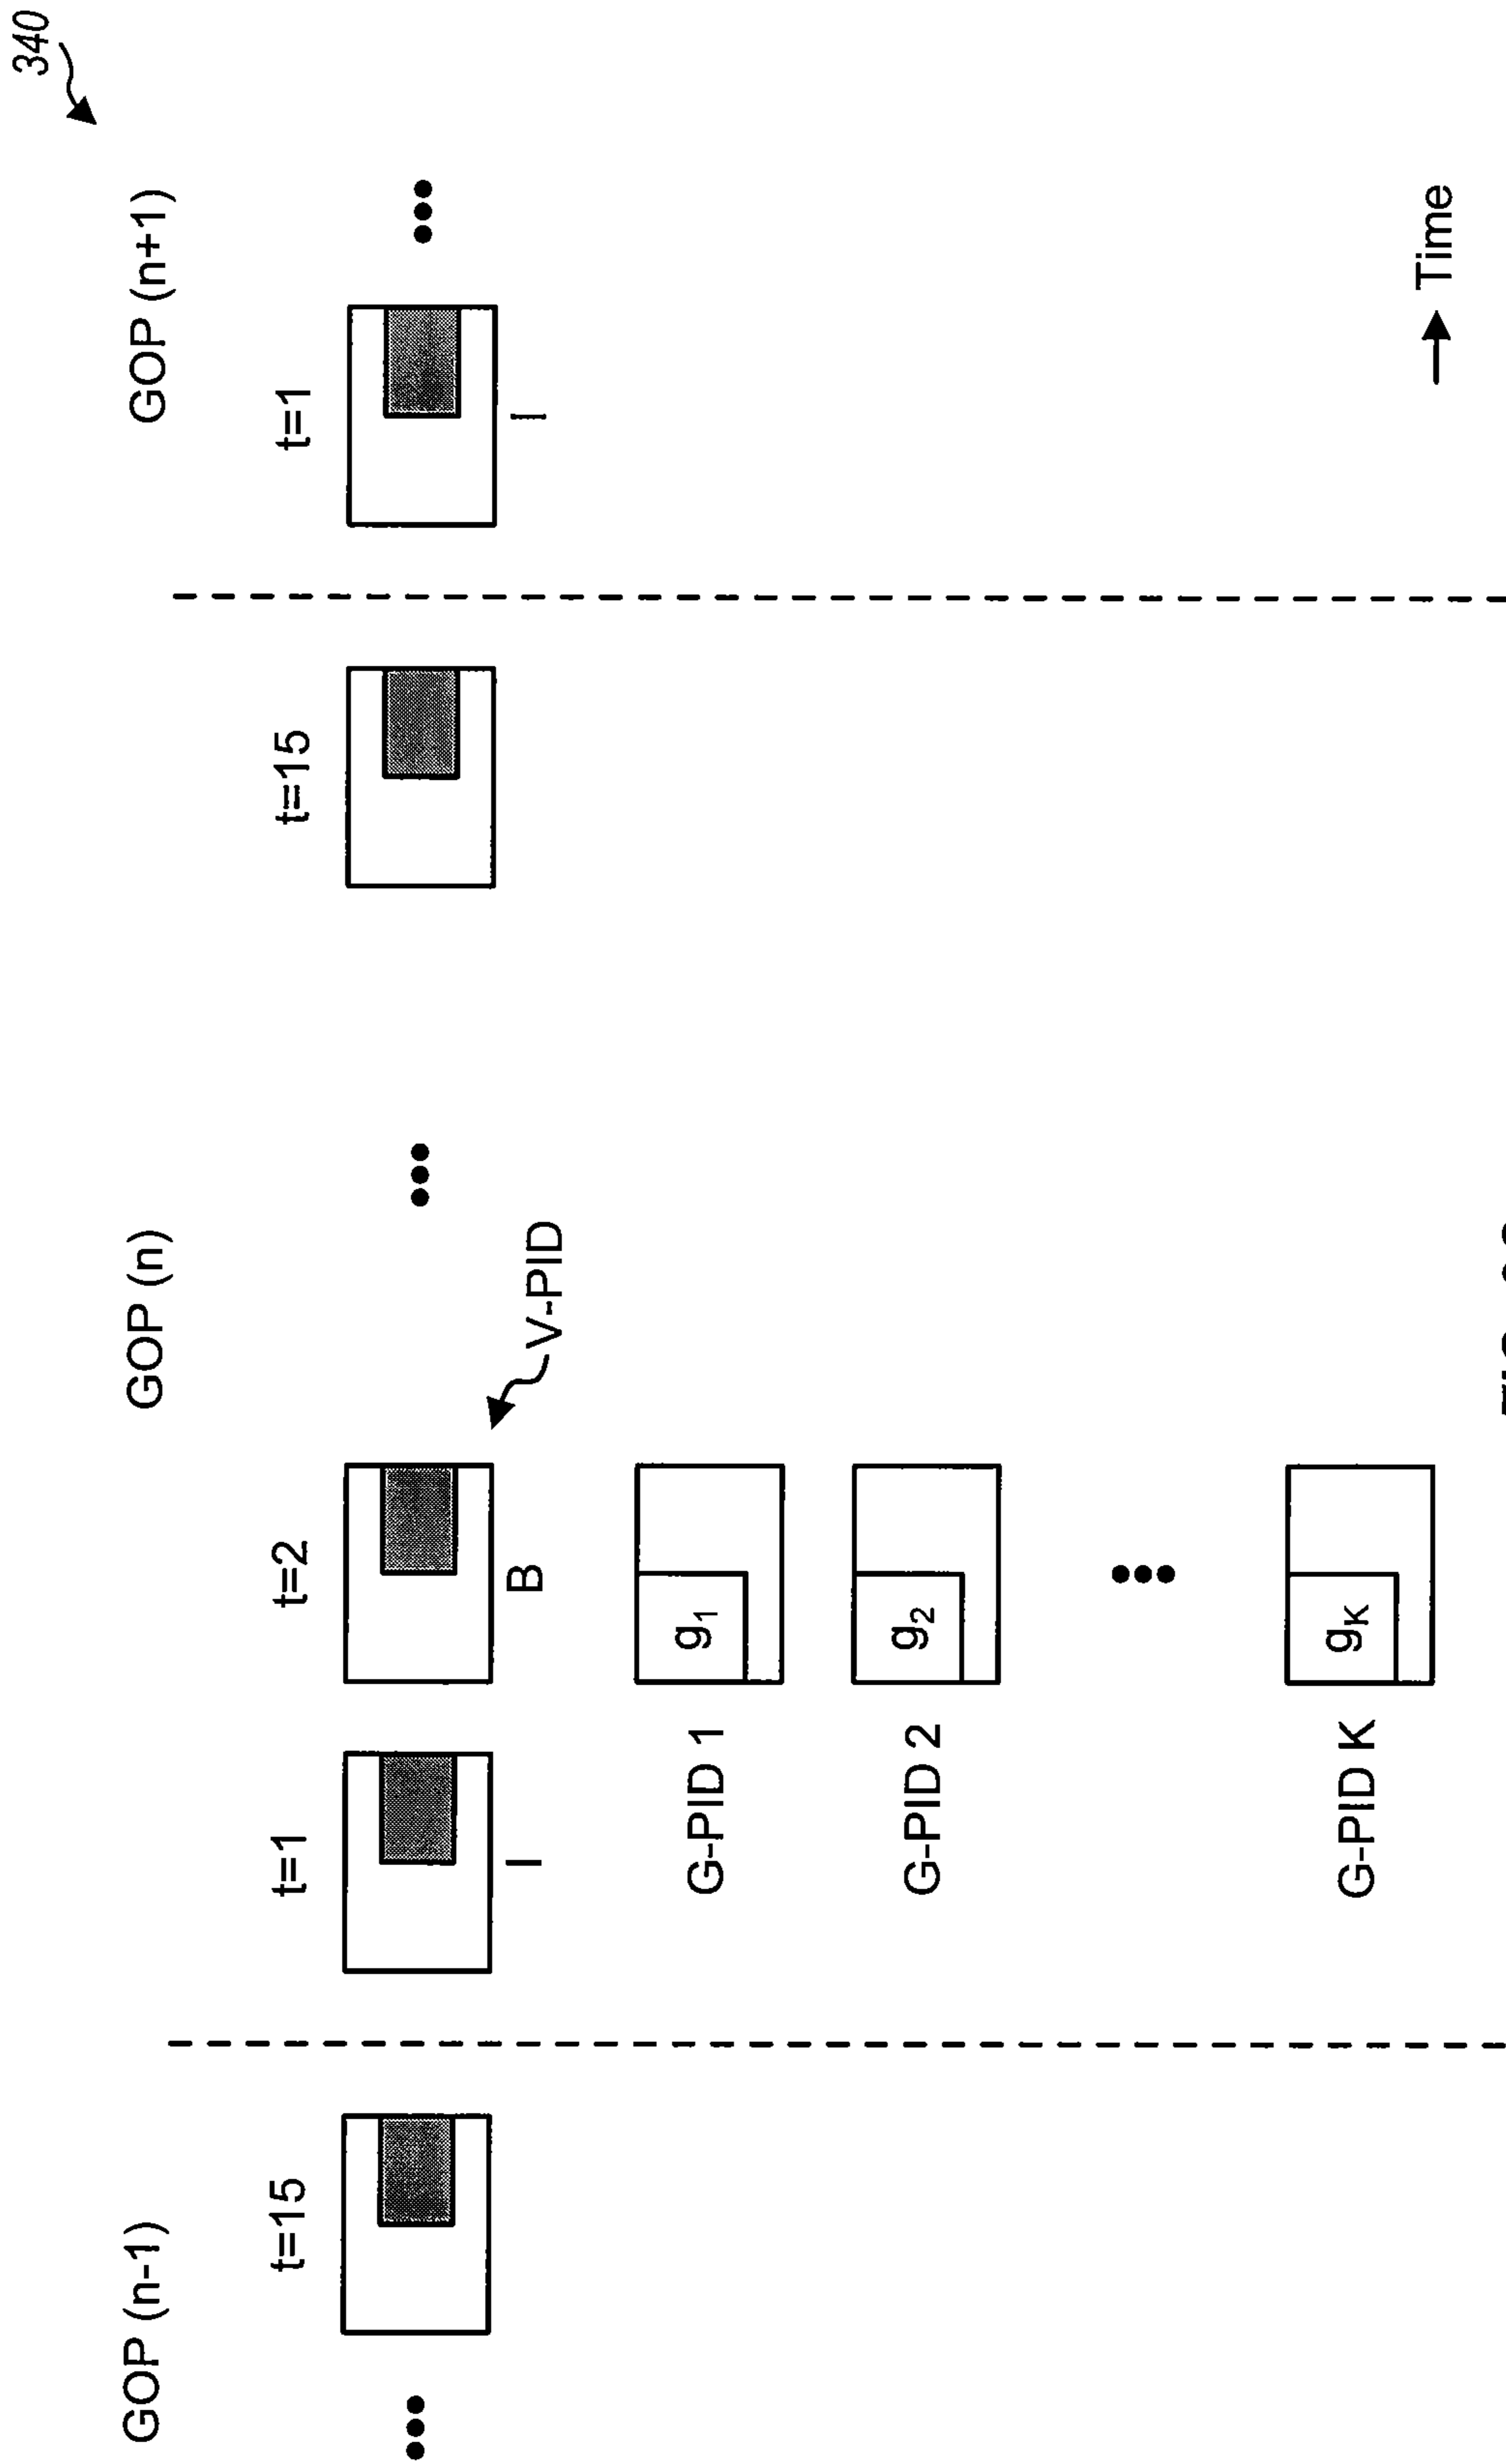 340
GOP (n-1)
GOP (n)
GOP (n+1)
t=15
t=1
t=2
t=15
t=1
I
B
I
V-PID
G-PID 1
g₁
G-PID 2
g₂
G-PID K
gK
Time